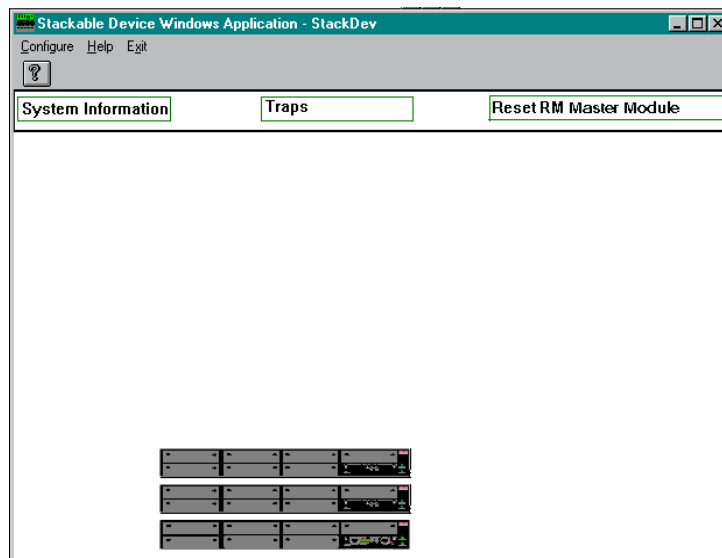 Stackable Device Windows Application - StackDev
Configure Help Exit
?
System Information Traps Reset RM Master Module